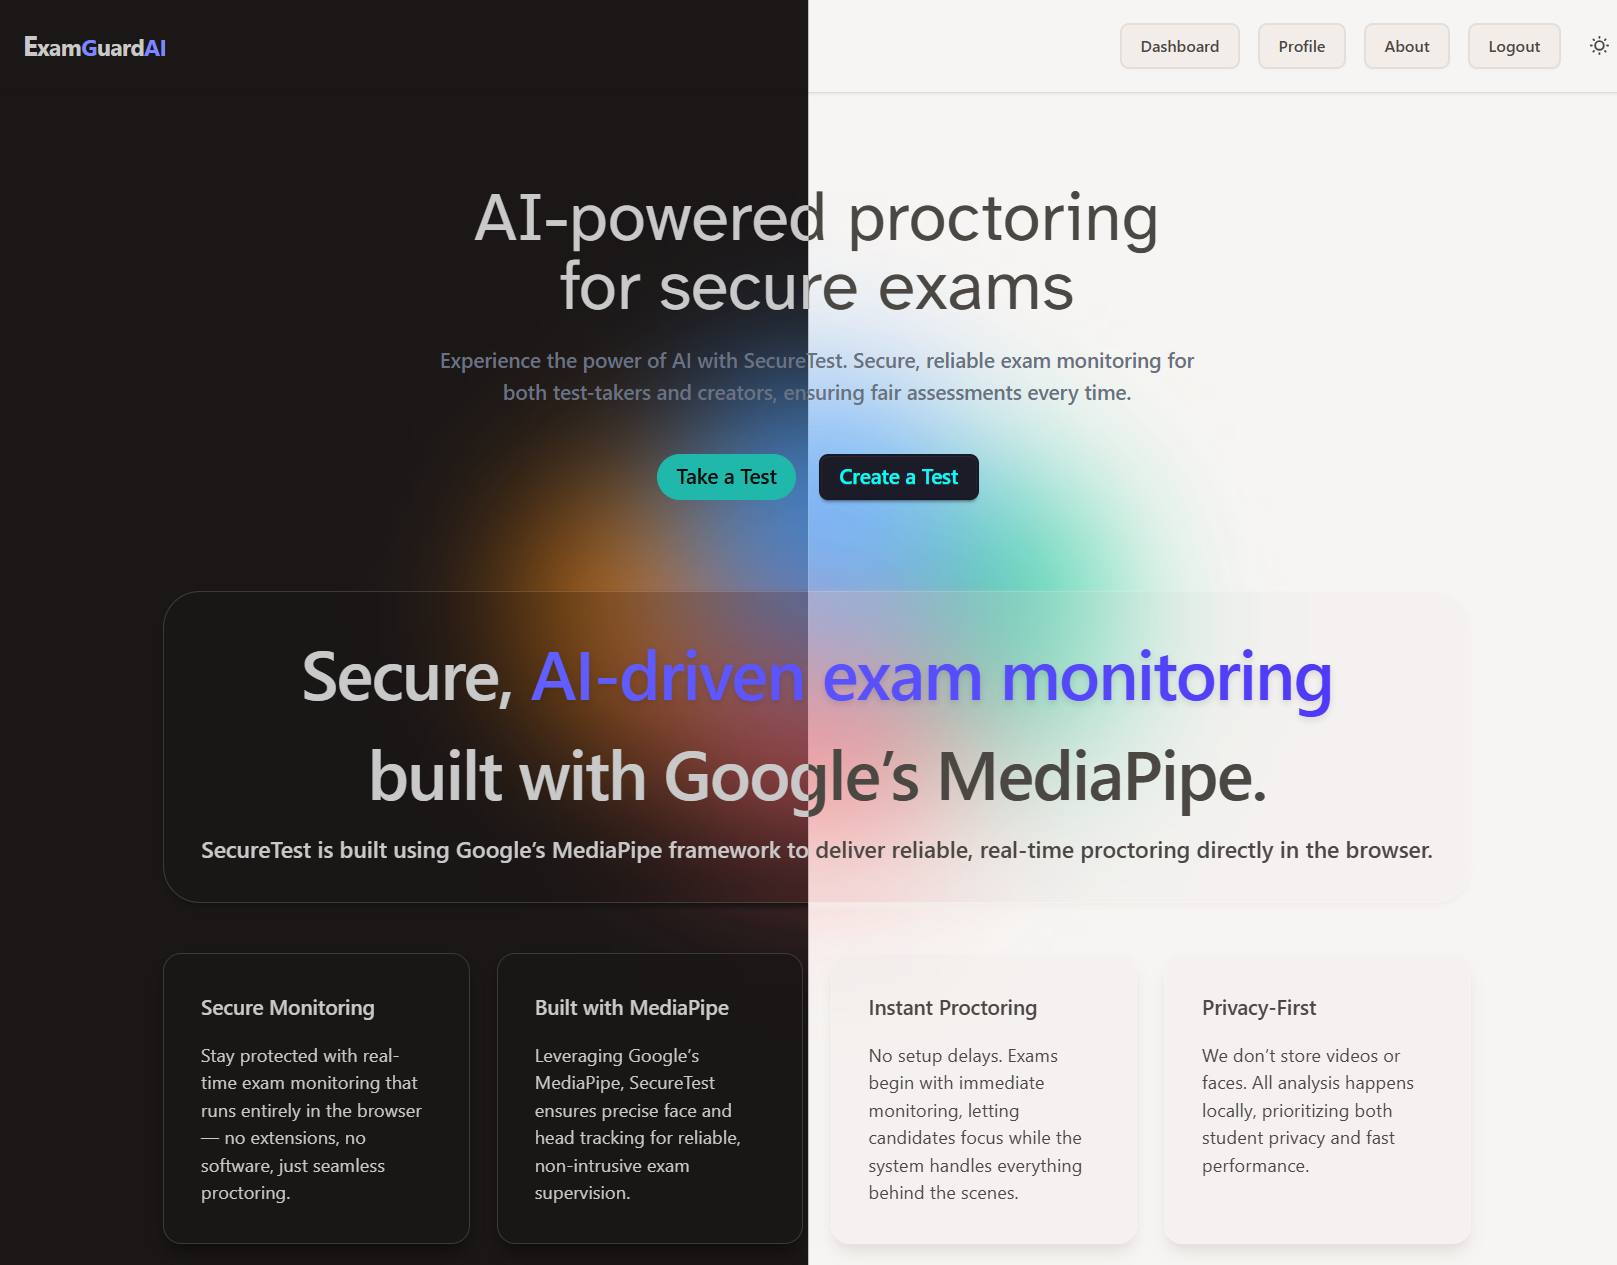 ExamGuardAI
Dashboard
Profile
About
Logout
AI-powered proctoring
for secure exams
Experience the power of AI with SecureTest. Secure, reliable exam monitoring for
both test-takers and creators, ensuring fair assessments every time.
Take a Test
Create a Test
Secure, AI-driven exam monitoring
built with Google’s MediaPipe.
SecureTest is built using Google’s MediaPipe framework to deliver reliable, real-time proctoring directly in the browser.
Secure Monitoring
Stay protected with real-
time exam monitoring that
runs entirely in the browser
— no extensions, no
software, just seamless
proctoring.
Built with MediaPipe
Leveraging Google’s
MediaPipe, SecureTest
ensures precise face and
head tracking for reliable,
non-intrusive exam
supervision.
Instant Proctoring
No setup delays. Exams
begin with immediate
monitoring, letting
candidates focus while the
system handles everything
behind the scenes.
Privacy-First
We don’t store videos or
faces. All analysis happens
locally, prioritizing both
student privacy and fast
performance.